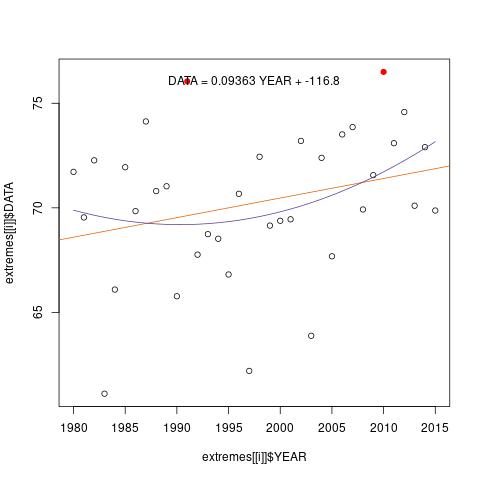 DATA = 0.09363 YEAR + -116.8
75
70
65
extremes[[i]]$DATA
1980 1985 1990 1995 2000 2005 2010 2015
extremes[[i]]$YEAR